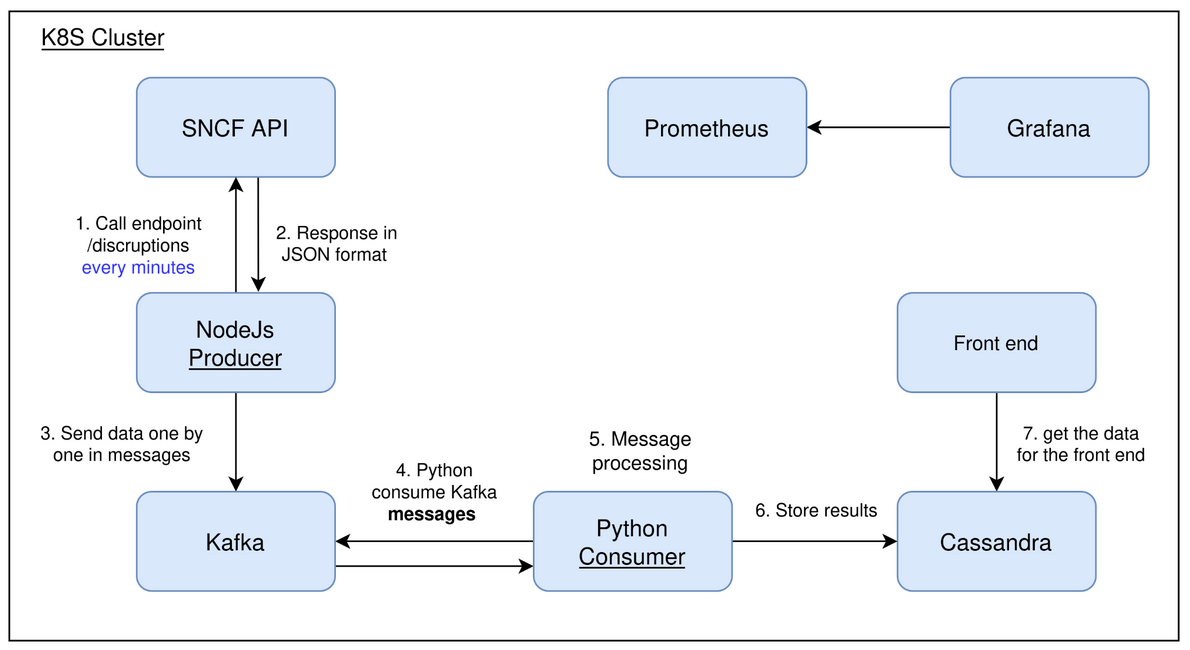 K8S Cluster
SNCF API
Prometheus
Grafana
1. Call endpoint
/discruptions
every minutes
2. Response in
JSON format
NodeJs
Producer
Front end
3. Send data one by
one in messages
7. get the data
for the front end
4. Python
consume Kafka
messages
5. Message
processing
6. Store results
Kafka
Python
Consumer
Cassandra